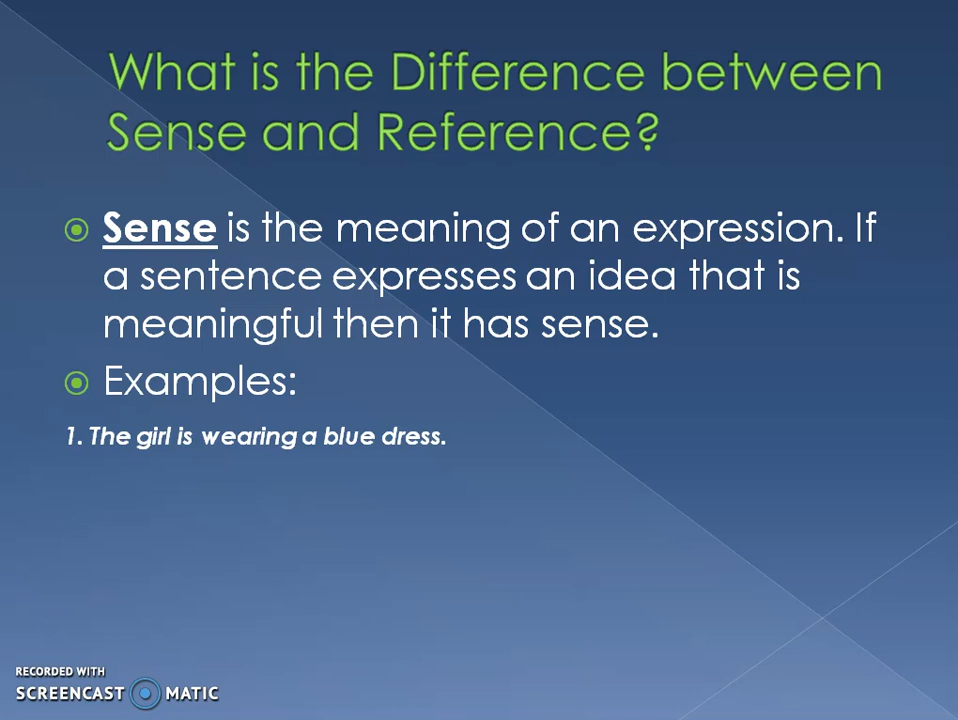 What is the Difference between
Sense and Reference?
Sense is the meaning of an expression. If
a sentence expresses an idea that is
meaningful then it has sense.
Examples:
1. The girl is wearing a blue dress.
RECORDED WITH
SCREENCAST MATIC